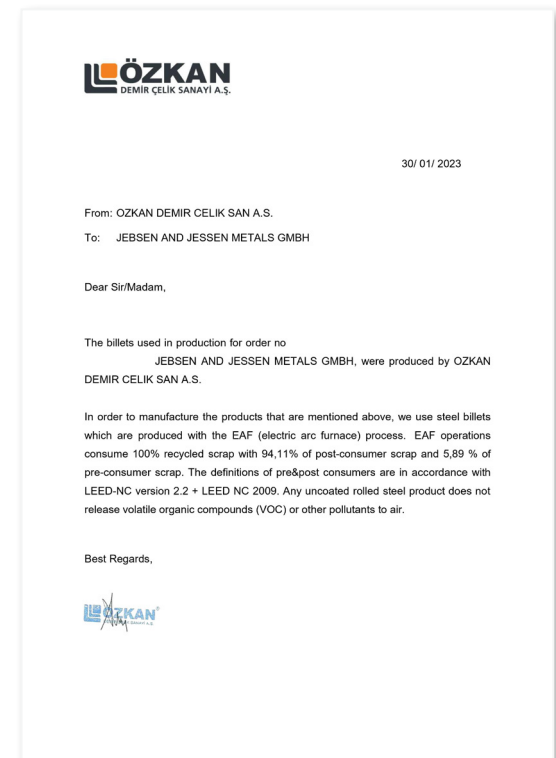 ÖZKAN
DEMİR ÇELİK SANAYİ A.Ş.
30/ 01/ 2023
From: OZKAN DEMIR CELIK SAN A.S.
To: JEBSEN AND JESSEN METALS GMBH
Dear Sir/Madam,
The billets used in production for order no
JEBSEN AND JESSEN METALS GMBH, were produced by OZKAN
DEMIR CELIK SAN A.S.
In order to manufacture the products that are mentioned above, we use steel billets
which are produced with the EAF (electric arc furnace) process. EAF operations
consume 100% recycled scrap with 94,11% of post-consumer scrap and 5,89 % of
pre-consumer scrap. The definitions of pre&post consumers are in accordance with
LEED-NC version 2.2 + LEED NC 2009. Any uncoated rolled steel product does not
release volatile organic compounds (VOC) or other pollutants to air.
Best Regards,
ÖZKAN